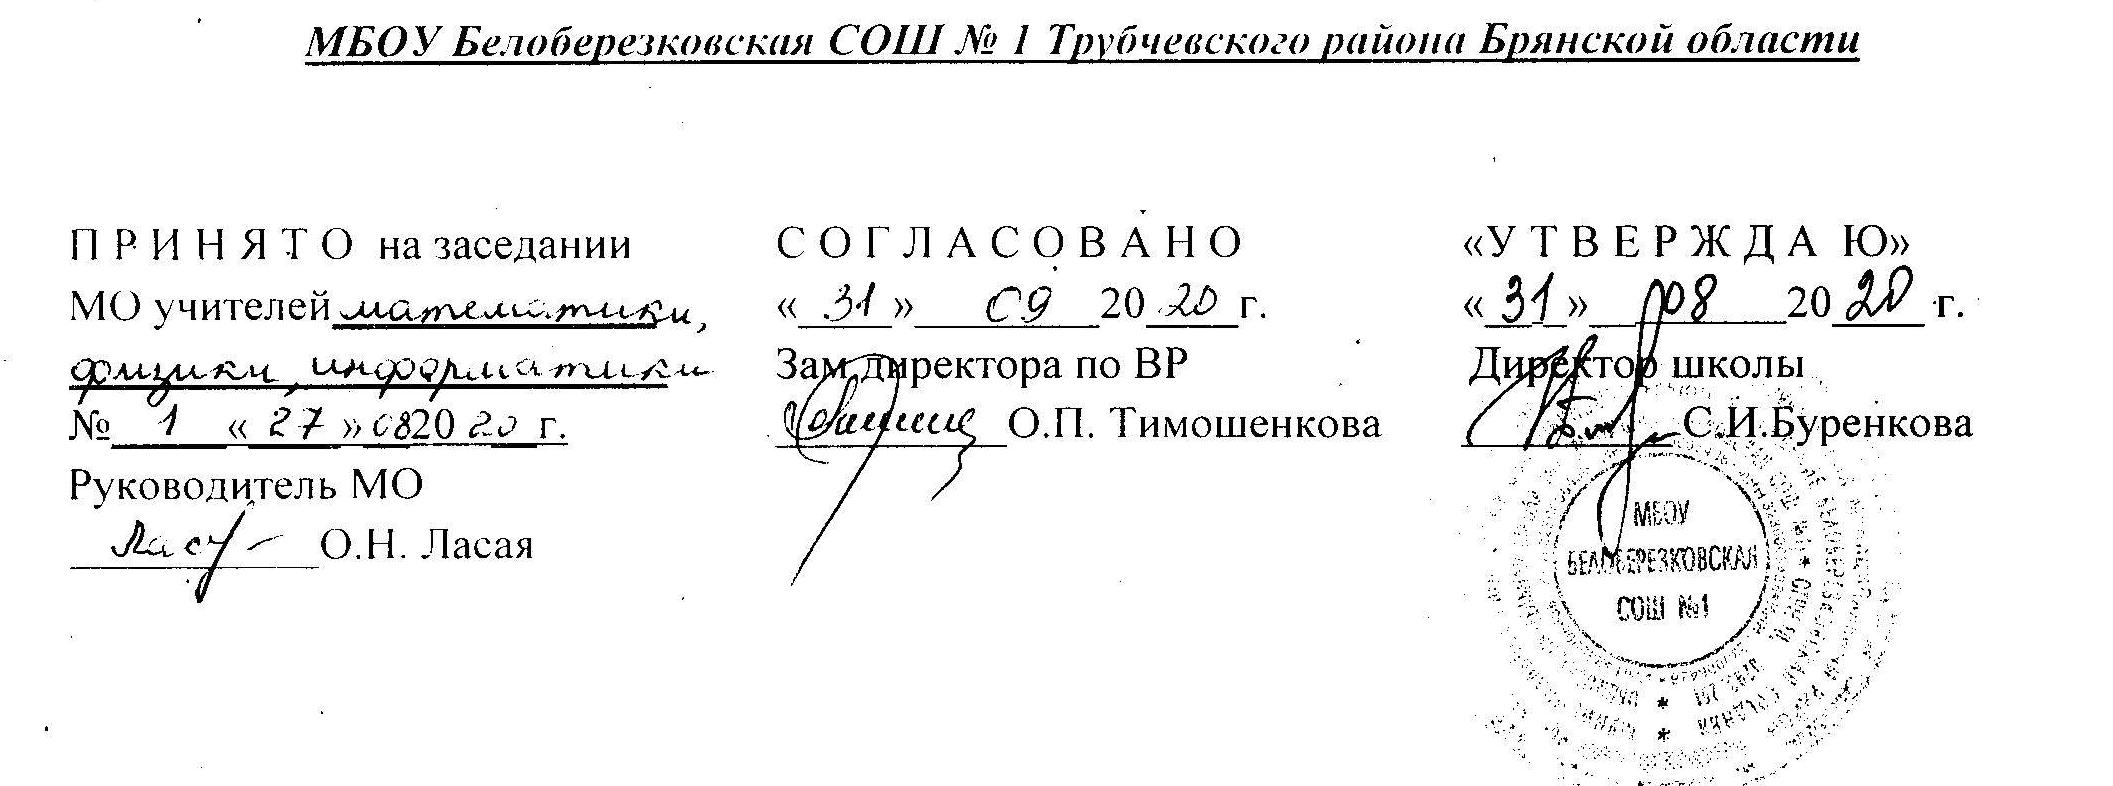 МБОУ Белоберезковская СОШ № 1 Трубчевского района Брянской области
П Р И Н Я Т О на заседании
МО учителей математики,
физики, информатики
№ 1 « 27 » 08 20 20 г.
Руководитель МО
О.Н. Ласая
С О Г Л А С О В А Н О
« 31 » 09 20 20 г.
Зам.директора по ВР
О.П. Тимошенкова
«У Т В Е Р Ж Д А Ю»
« 31 » 08 20 20 г.
Директор школы
С.И.Буренкова
МБОУ
БЕЛОБЕРЕЗКОВСКАЯ
СОШ №1